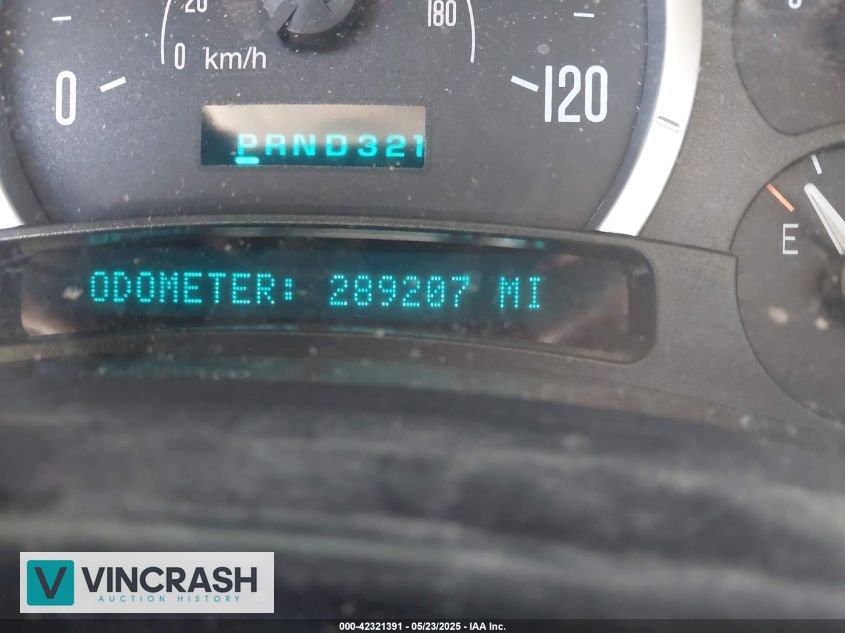 20 180
0 km/h
0 120
PRND321
E
ODOMETER: 289207 MI
VINCRASH
AUCTION HISTORY
000-42321391 - 05/23/2025 - IAA Inc.